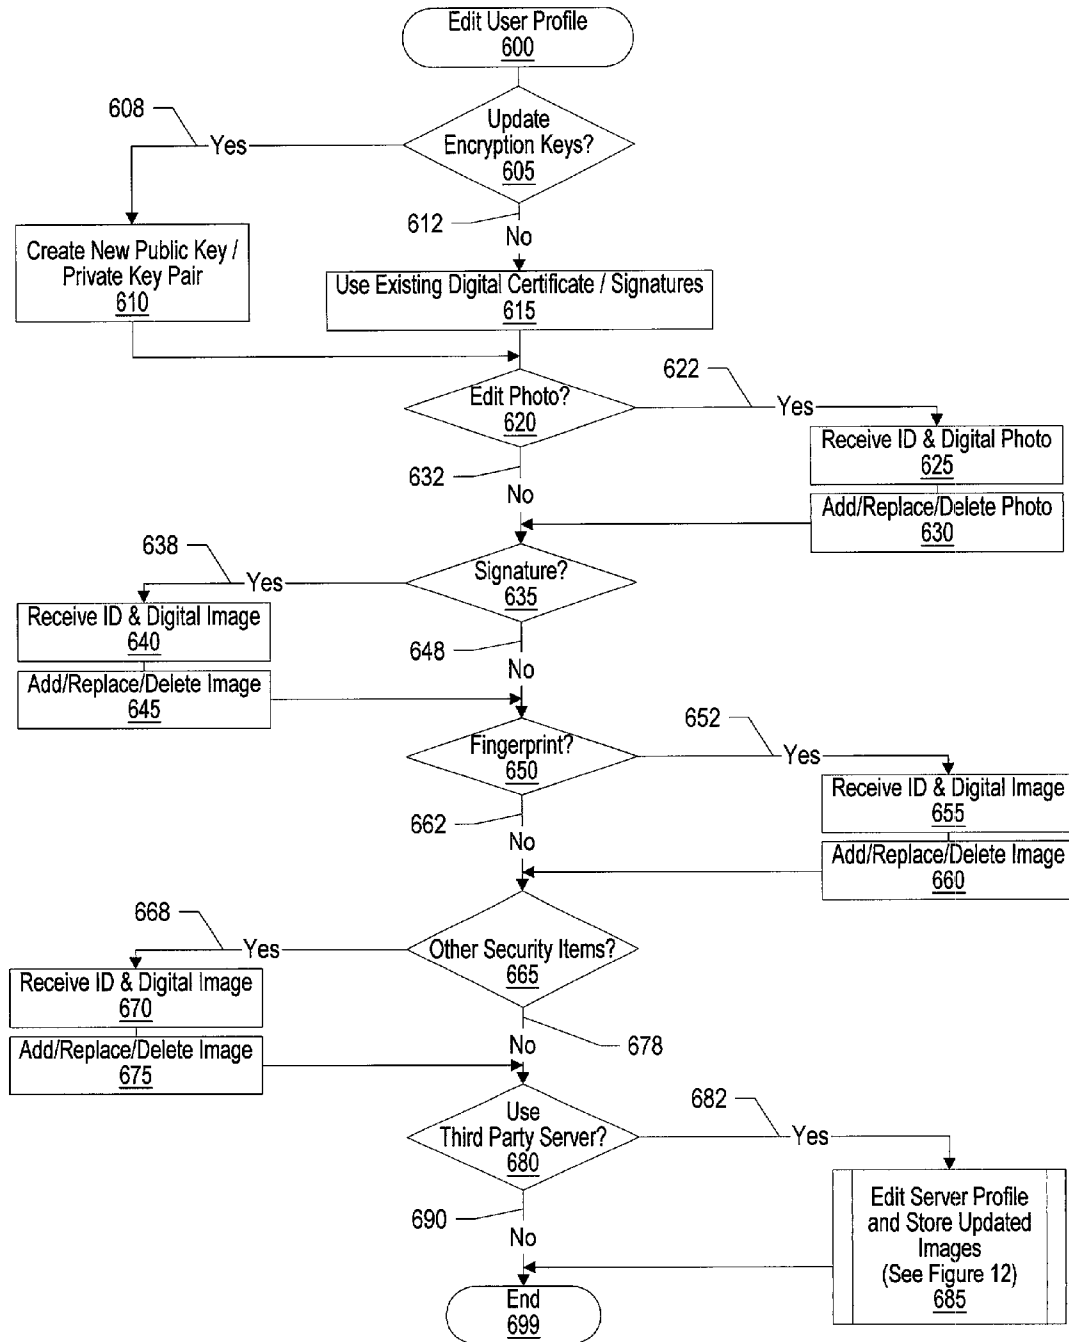 Edit User Profile
600
608
Yes
Update
Encryption Keys?
605
612
No
Create New Public Key /
Private Key Pair
610
Use Existing Digital Certificate / Signatures
615
Edit Photo?
620
622
Yes
Receive ID & Digital Photo
625
632
No
Add/Replace/Delete Photo
630
638
Yes
Signature?
635
Receive ID & Digital Image
640
648
No
Add/Replace/Delete Image
645
Fingerprint?
650
652
Yes
Receive ID & Digital Image
655
662
No
Add/Replace/Delete Image
660
668
Yes
Other Security Items?
665
Receive ID & Digital Image
670
678
No
Add/Replace/Delete Image
675
Use
Third Party Server?
680
682
Yes
690
No
Edit Server Profile
and Store Updated
Images
(See Figure 12)
685
End
699